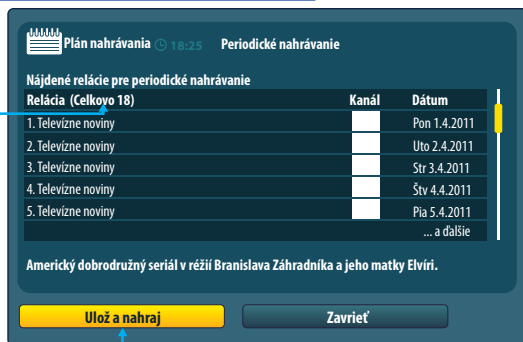 Plán nahrávania 18:25 Periodické nahrávanie
Nájdené relácie pre periodické nahrávanie
Relácia (Celkovo 18) Kanál Dátum
1. Televízne noviny Pon 1.4.2011
2. Televízne noviny Uto 2.4.2011
3. Televízne noviny Str 3.4.2011
4. Televízne noviny Štv 4.4.2011
5. Televízne noviny Pia 5.4.2011
... a ďalšie
Americký dobrodružný seriál v réžií Branislava Záhradníka a jeho matky Elvíri.
Ulož a nahraj Zavrieť